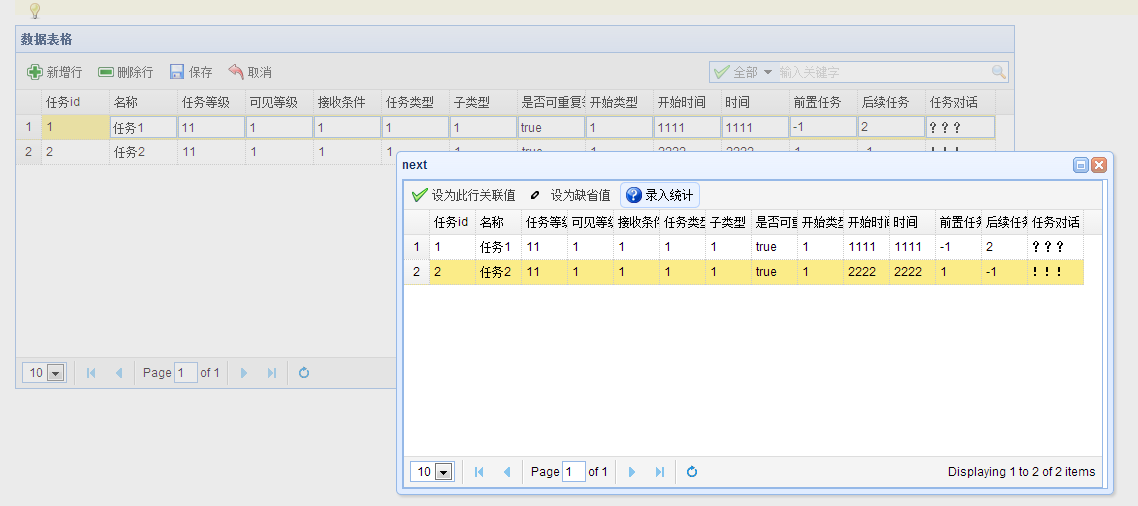 数据表格
新增行 删除行 保存 取消 全部 输入关键字
任务id 名称 任务等级 可见等级 接收条件 任务类型 子类型 是否可重复 开始类型 开始时间 时间 前置任务 后续任务 任务对话
1 1 任务1 11 1 1 1 1 true 1 1111 1111 -1 2 ？？？
2 2 任务2 11 1 1 1 1 true 1 2222 2222 1 -1 ！！！
10 Page 1 of 1
next
设为此行关联值 设为缺省值 录入统计
任务id 名称 任务等级 可见等级 接收条件 任务类型 子类型 是否可重 开始类型 开始时间 时间 前置任务 后续任务 任务对话
1 1 任务1 11 1 1 1 1 true 1 1111 1111 -1 2 ？？？
2 2 任务2 11 1 1 1 1 true 1 2222 2222 1 -1 ！！！
10 Page 1 of 1 Displaying 1 to 2 of 2 items